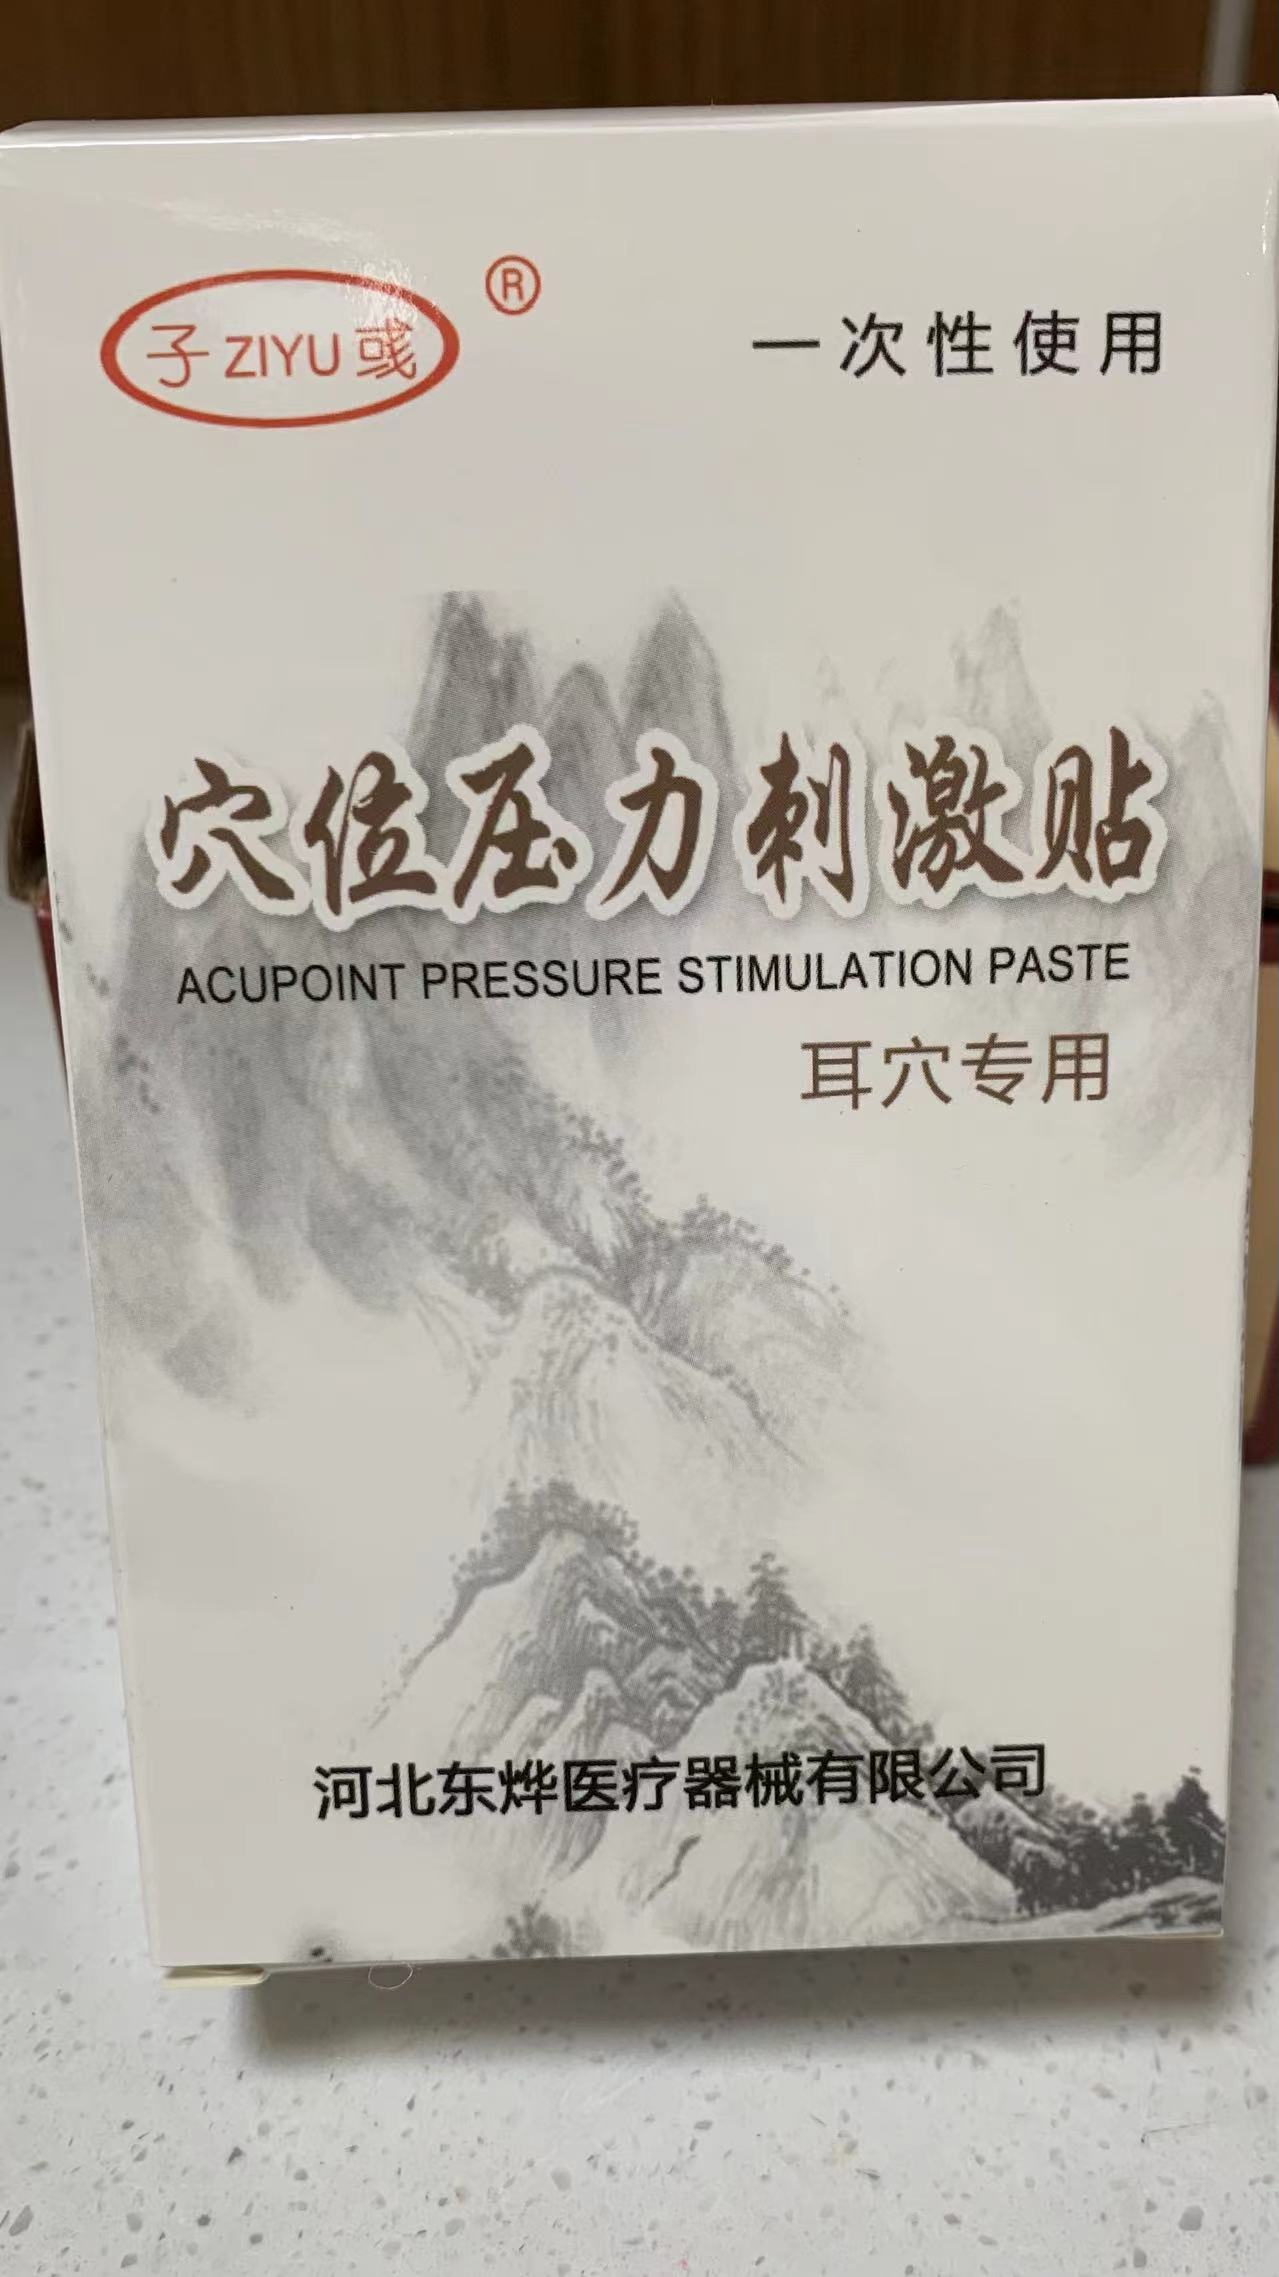 子 ZIYU 彧 ®
一次性使用
穴位压力刺激贴
ACUPOINT PRESSURE STIMULATION PASTE
耳穴专用
河北东烨医疗器械有限公司